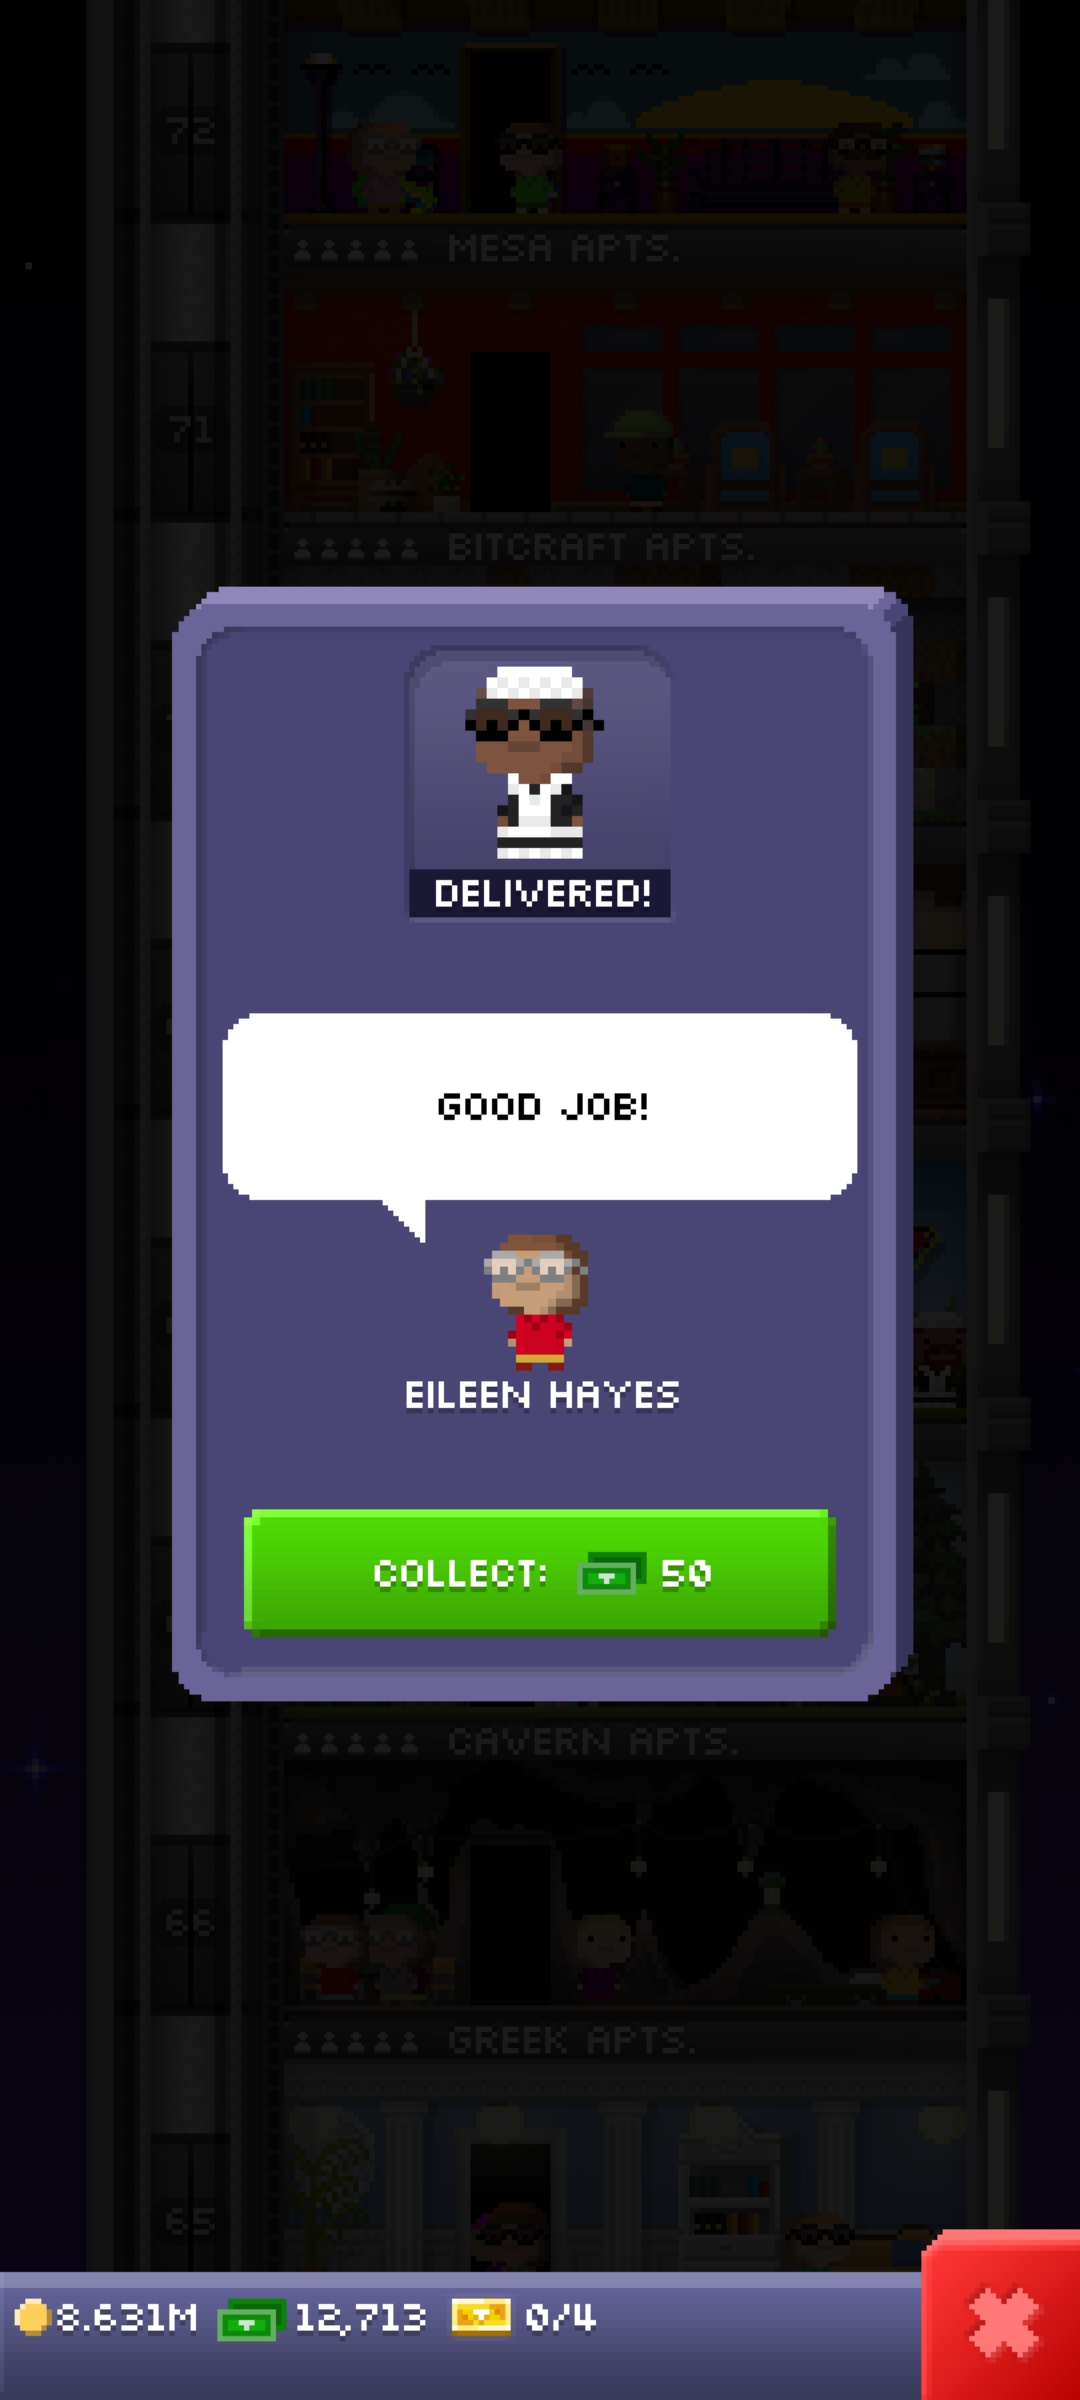 72
MESA APTS.
71
BITCRAFT APTS.
DELIVERED!
GOOD JOB!
EILEEN HAYES
COLLECT: 50
CAVERN APTS.
66
GREEK APTS.
65
8.631M 12,713 0/4